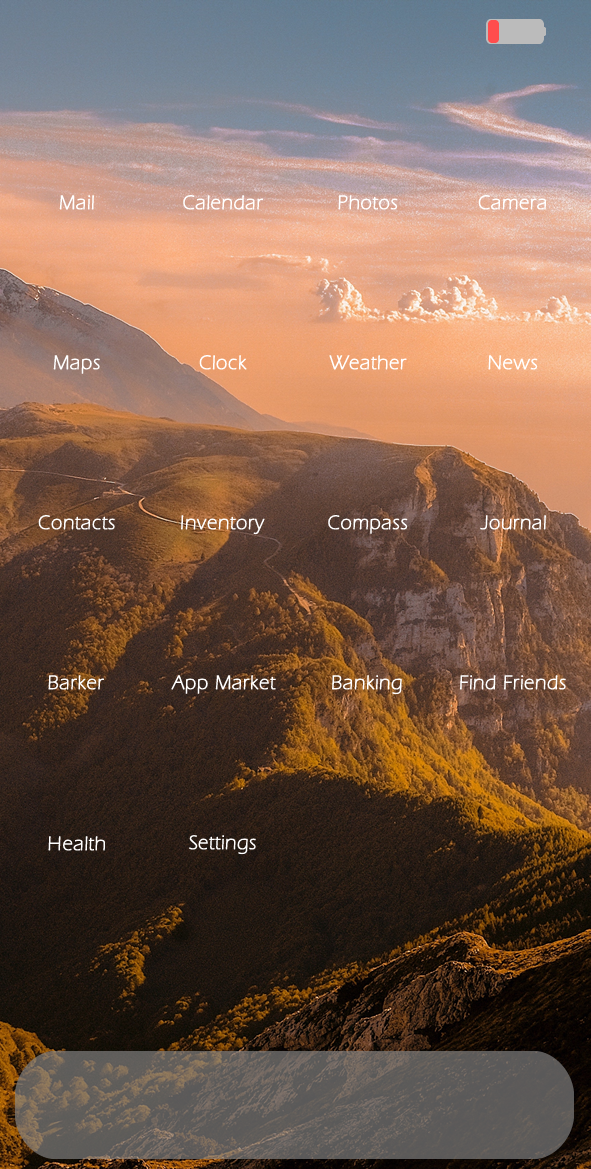 Mail Calendar Photos Camera
Maps Clock Weather News
Contacts Inventory Compass Journal
Barker App Market Banking Find Friends
Health Settings